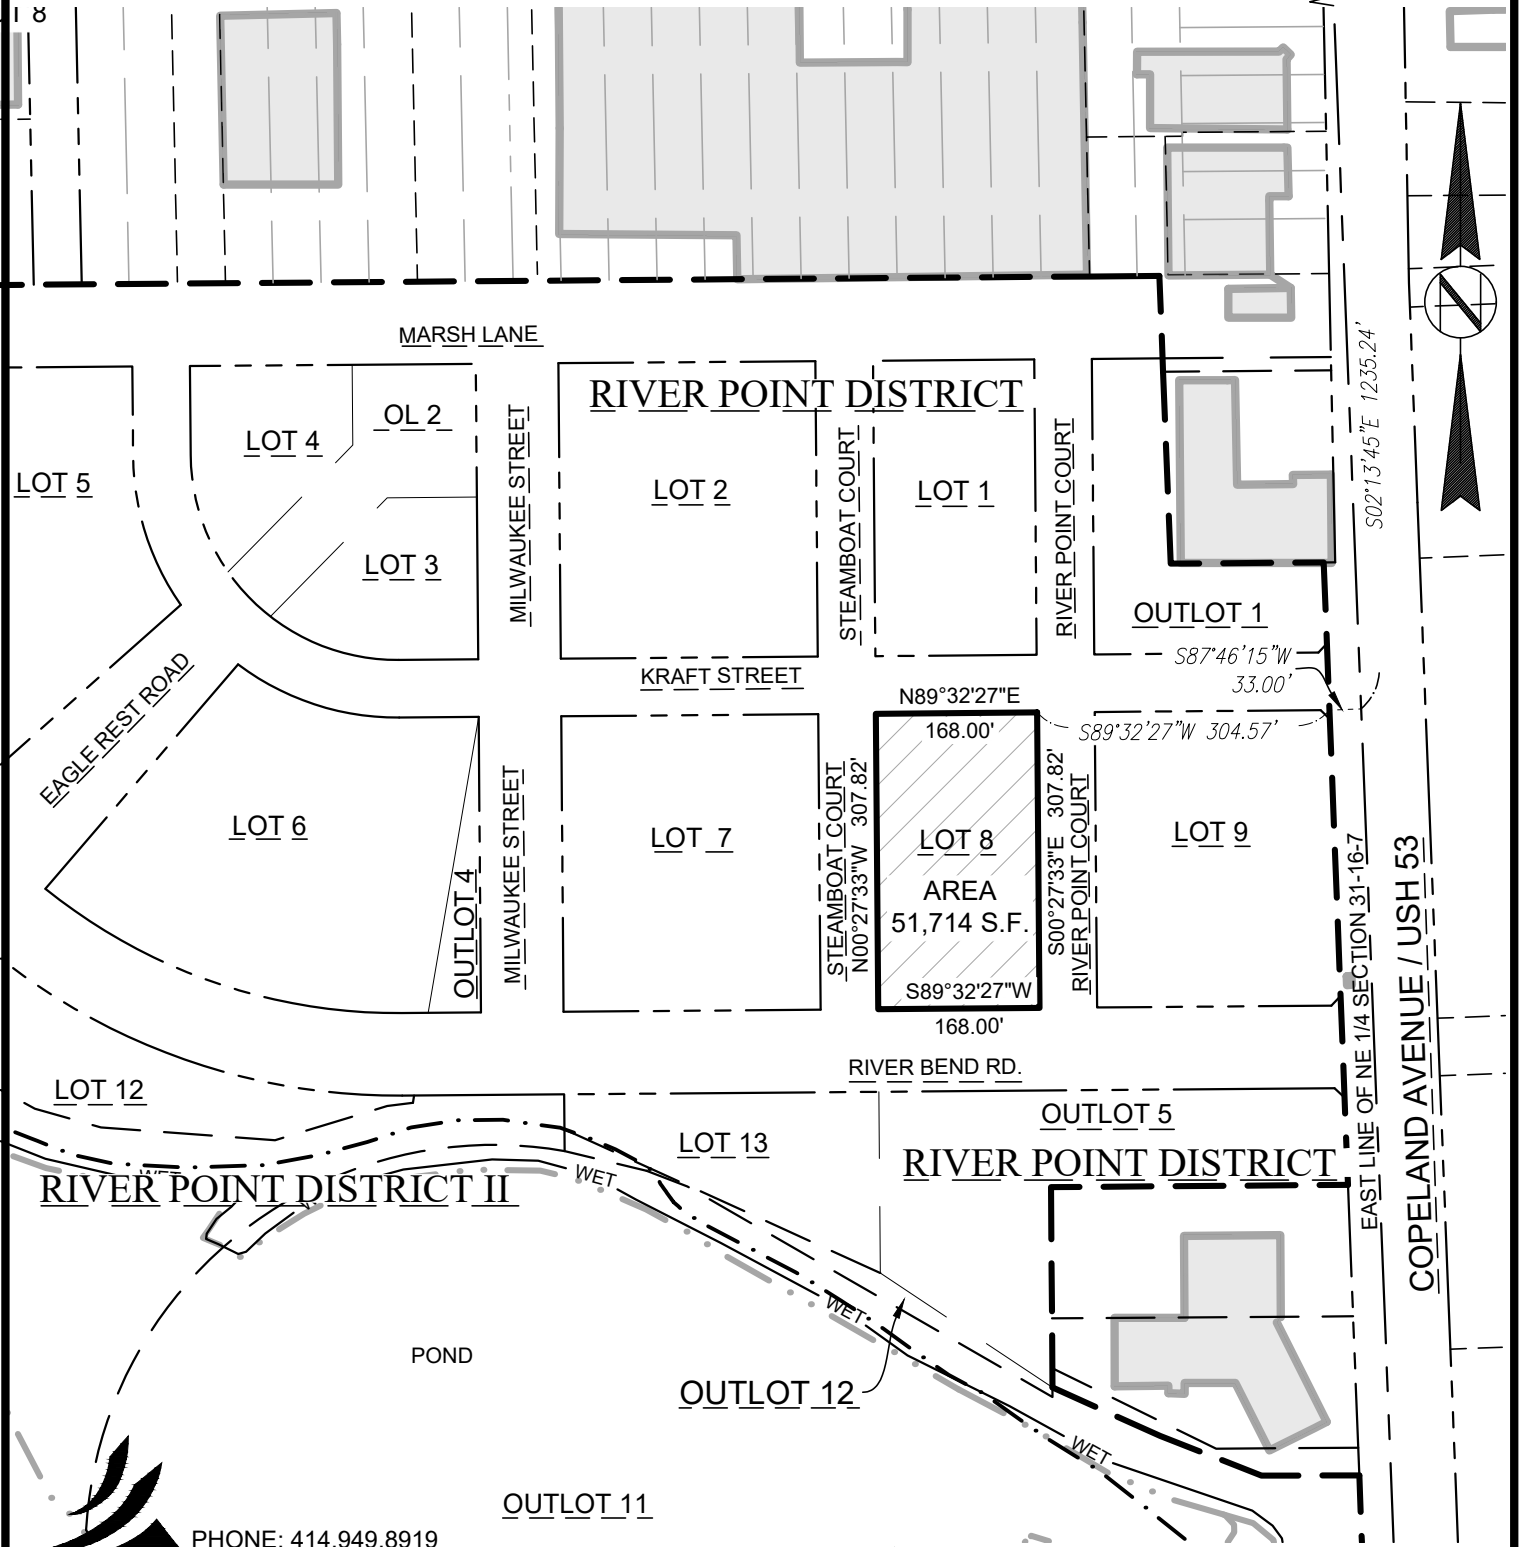 8
MARSH LANE
RIVER POINT DISTRICT
S02°13'45"E 1235.24'
OL 2
LOT 4
LOT 5
LOT 3
MILWAUKEE STREET
LOT 2
STEAMBOAT COURT
LOT 1
RIVER POINT COURT
OUTLOT 1
S87°46'15"W
33.00'
KRAFT STREET
N89°32'27"E
168.00'
S89°32'27"W 304.57'
EAGLE REST ROAD
LOT 6
OUTLOT 4
MILWAUKEE STREET
LOT 7
STEAMBOAT COURT
N00°27'33"W 307.82'
LOT 8
AREA
51,714 S.F.
S00°27'33"E 307.82'
RIVER POINT COURT
LOT 9
S89°32'27"W
168.00'
EAST LINE OF NE 1/4 SECTION 31-16-7
COPELAND AVENUE / USH 53
RIVER BEND RD.
LOT 12
OUTLOT 5
LOT 13
RIVER POINT DISTRICT
WET
WET
RIVER POINT DISTRICT II
WET
POND
OUTLOT 12
WET
OUTLOT 11
PHONE: 414.949.8919